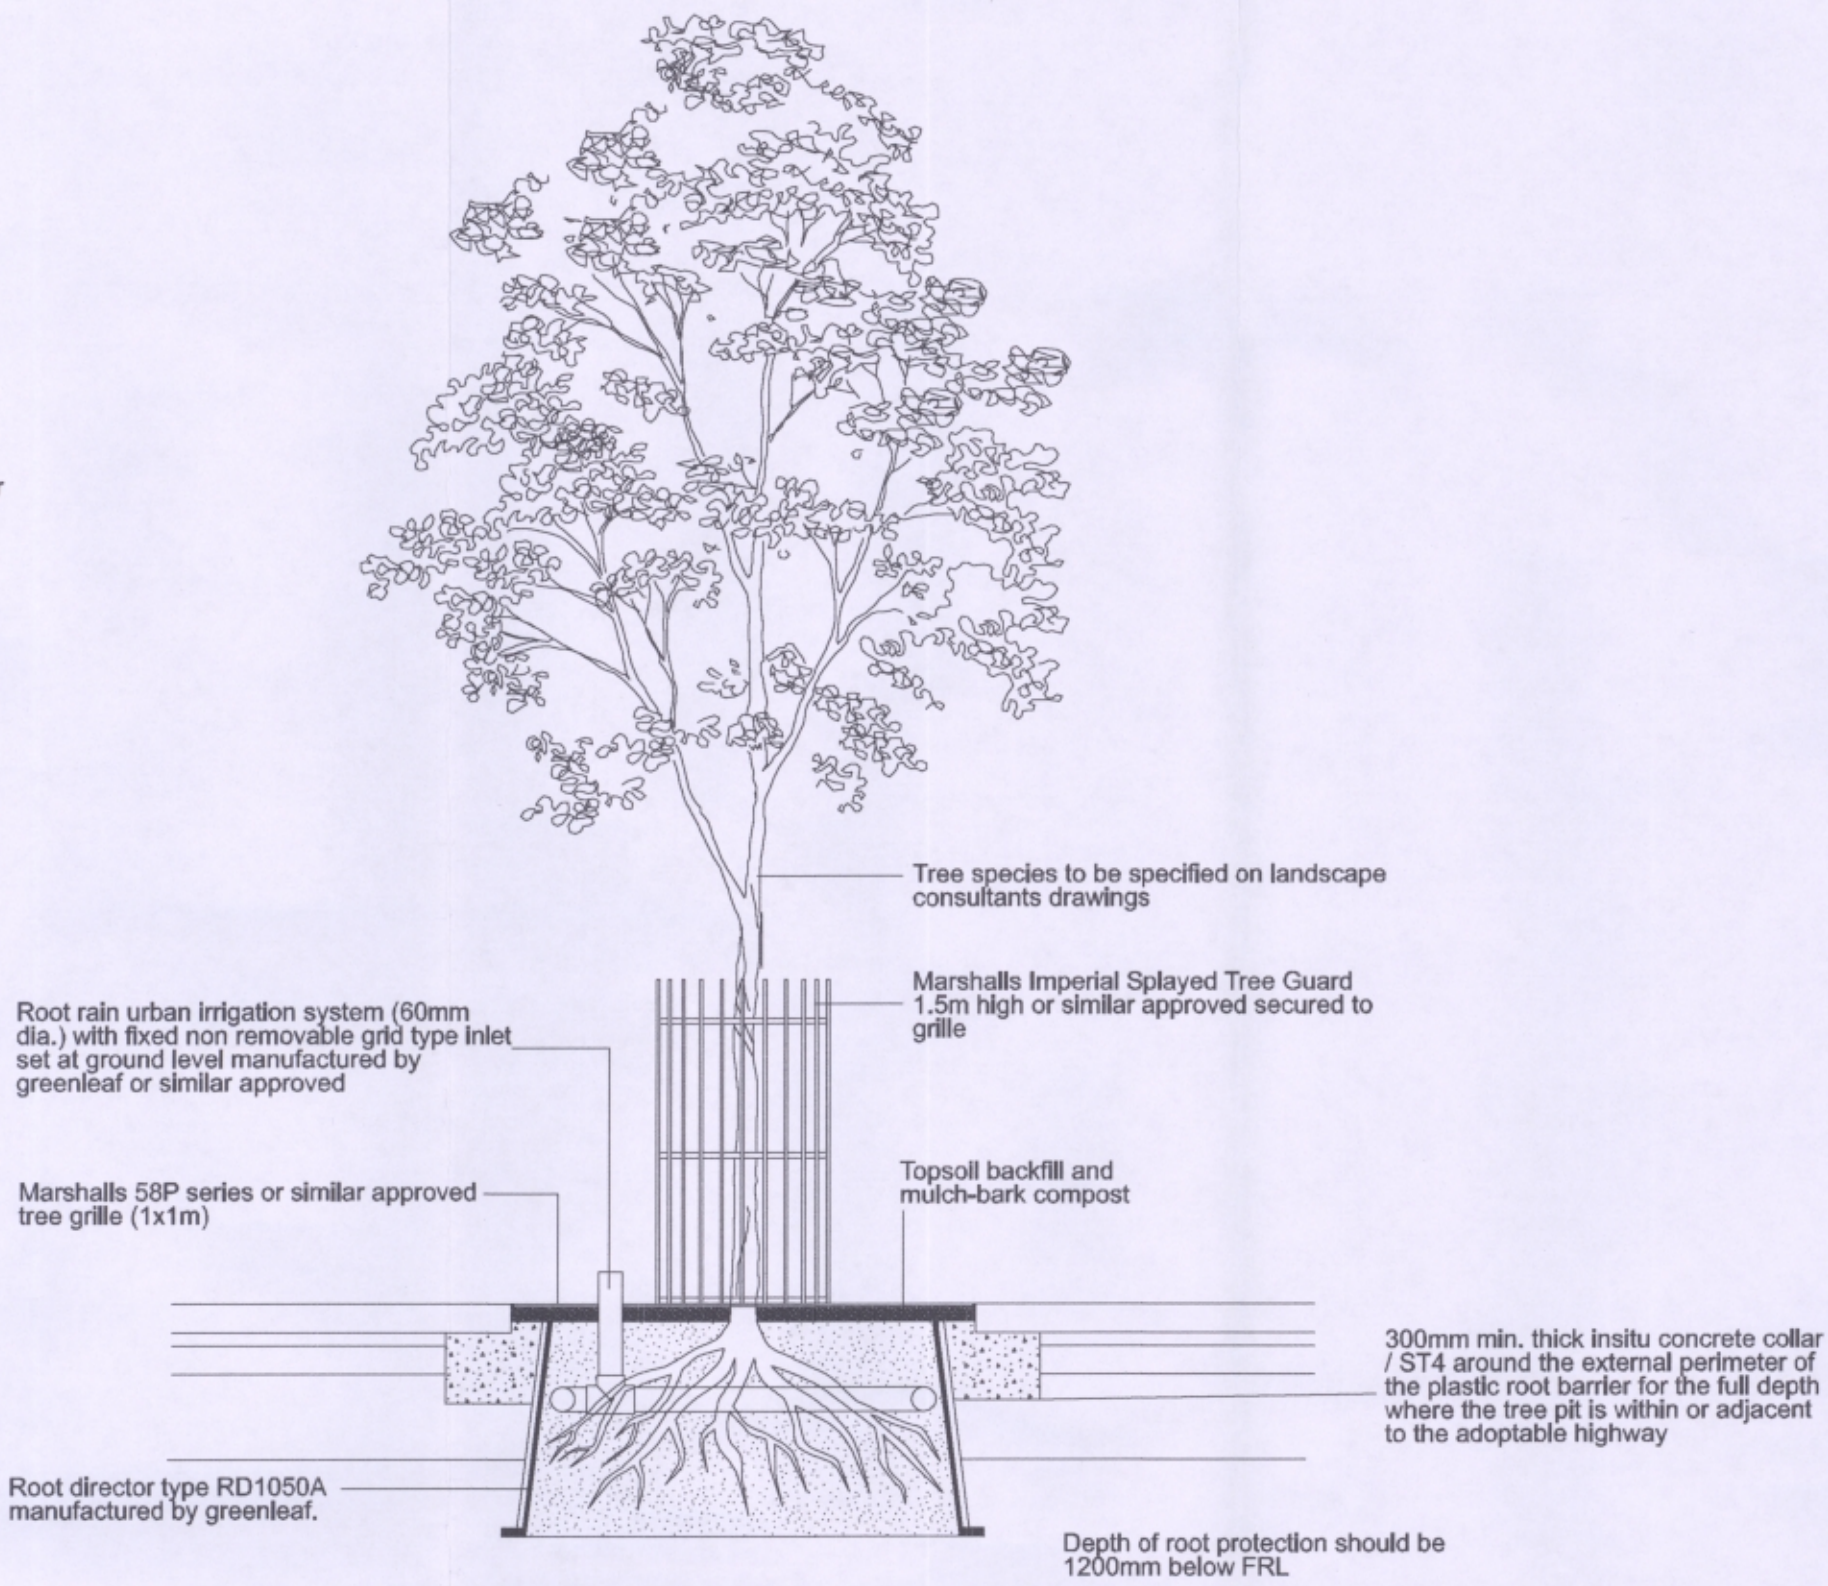 Tree species to be specified on landscape
consultants drawings
Marshalls Imperial Splayed Tree Guard
1.5m high or similar approved secured to
grille
Root rain urban irrigation system (60mm
dia.) with fixed non removable grid type inlet
set at ground level manufactured by
greenleaf or similar approved
Topsoil backfill and
mulch-bark compost
Marshalls 58P series or similar approved
tree grille (1x1m)
300mm min. thick insitu concrete collar
/ ST4 around the external perimeter of
the plastic root barrier for the full depth
where the tree pit is within or adjacent
to the adoptable highway
Root director type RD1050A
manufactured by greenleaf.
Depth of root protection should be
1200mm below FRL